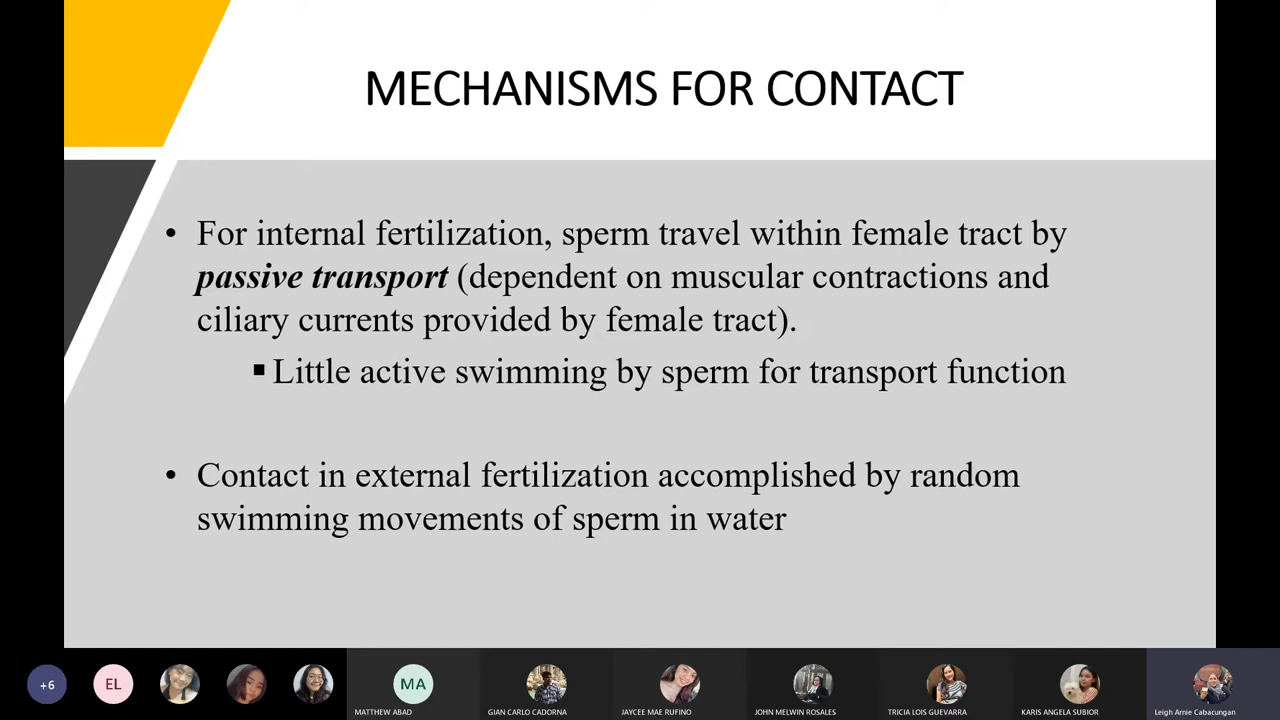 MECHANISMS FOR CONTACT
• For internal fertilization, sperm travel within female tract by
passive transport (dependent on muscular contractions and
ciliary currents provided by female tract).
▪ Little active swimming by sperm for transport function
• Contact in external fertilization accomplished by random
swimming movements of sperm in water
+6
EL
MA
MATTHEW ABAD
GIAN CARLO CADORNA
JAYCEE MAE RUFINO
JOHN MELWIN ROSALES
TRICIA LOIS GUEVARRA
KARIS ANGELA SUBIOR
Leigh Arnie Cabacungan